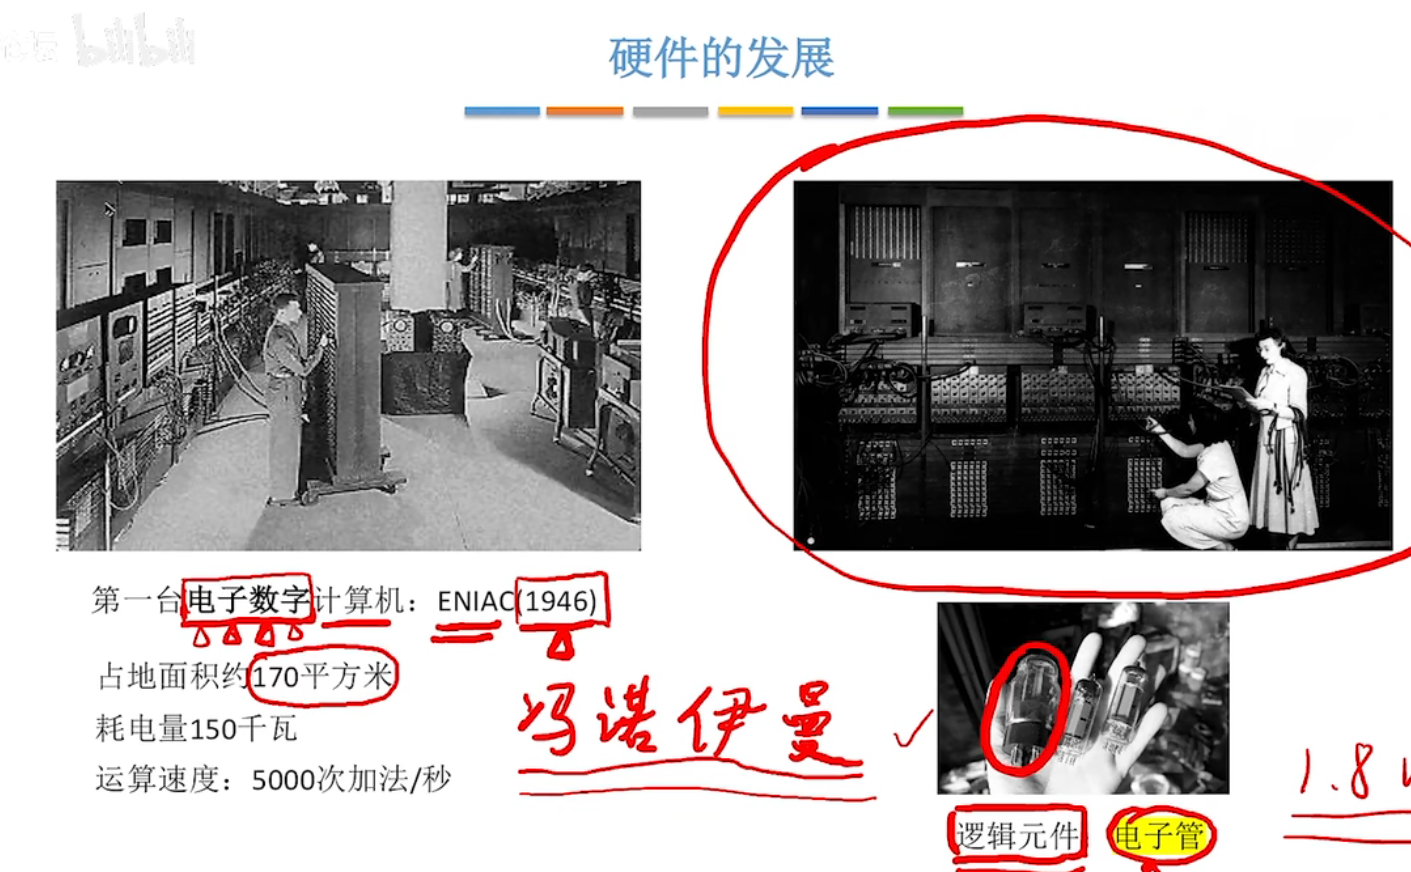 bilibili
硬件的发展
第一台电子数字计算机：ENIAC(1946)
占地面积约170平方米
耗电量150千瓦
运算速度：5000次加法/秒
冯诺伊曼
1.8
逻辑元件
电子管